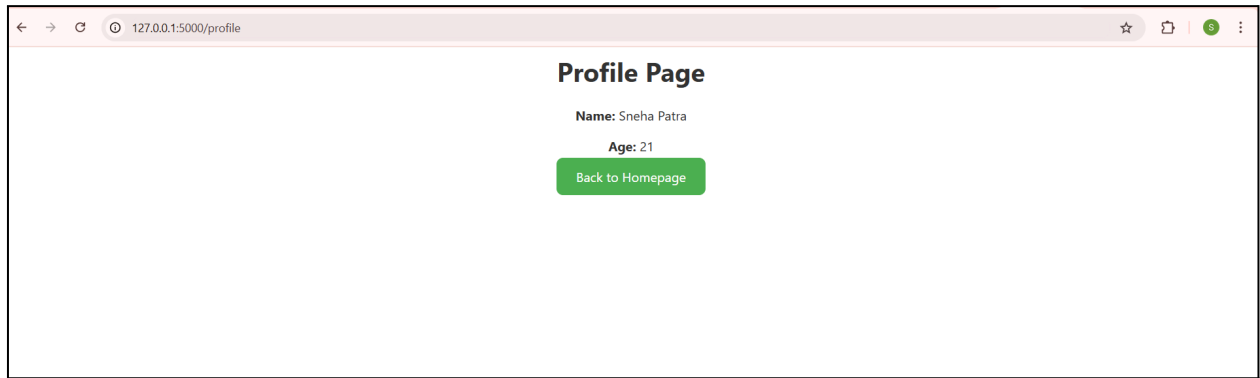 127.0.0.1:5000/profile
S
Profile Page
Name: Sneha Patra
Age: 21
Back to Homepage